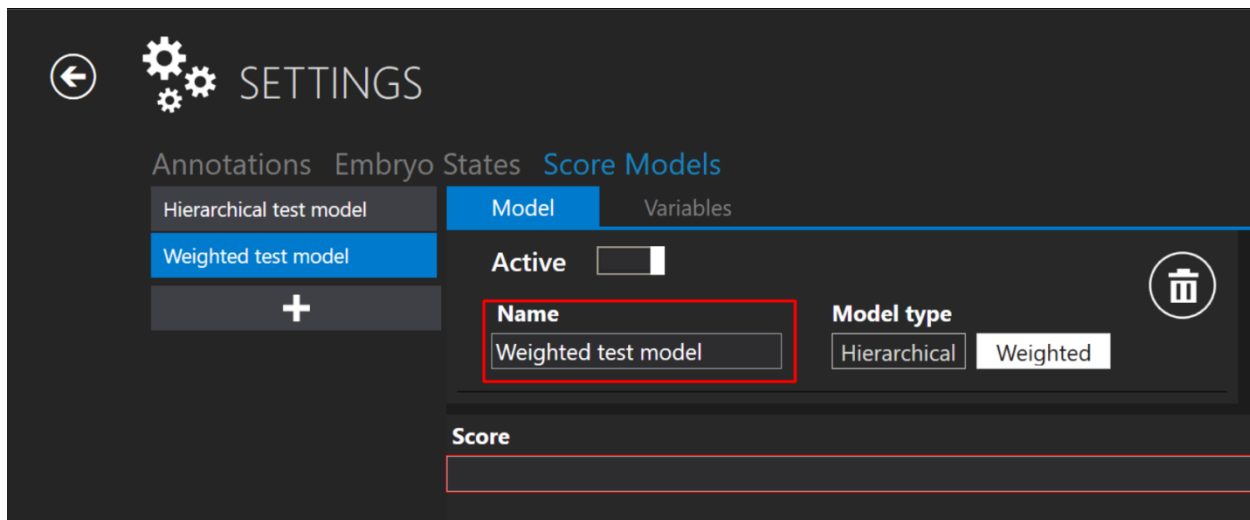 SETTINGS
Annotations Embryo States Score Models
Hierarchical test model
Weighted test model
Model Variables
Active
Name
Weighted test model
Model type
Hierarchical Weighted
Score